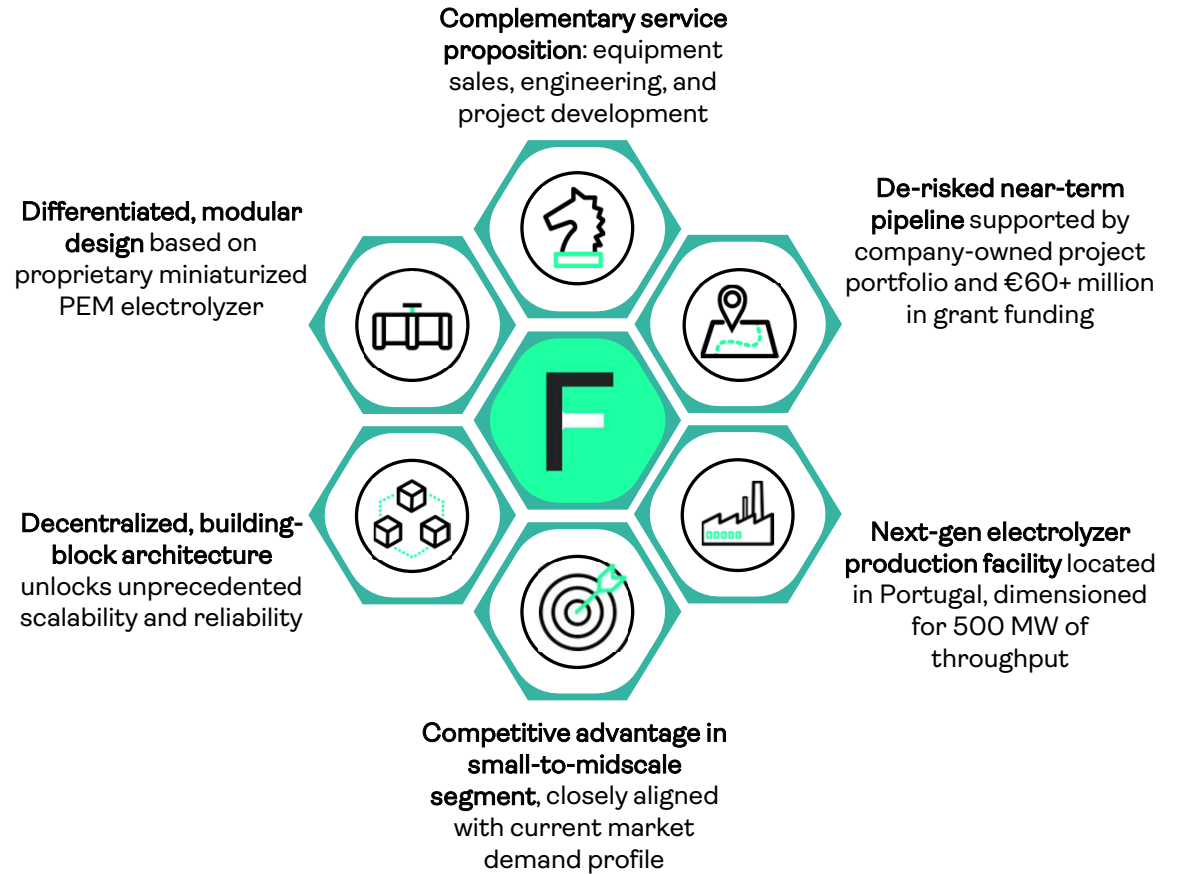 Complementary service
proposition: equipment
sales, engineering, and
project development
De-risked near-term
pipeline supported by
company-owned project
portfolio and €60+ million
in grant funding
Differentiated, modular
design based on
proprietary miniaturized
PEM electrolyzer
F
Decentralized, building-
block architecture
unlocks unprecedented
scalability and reliability
Next-gen electrolyzer
production facility located
in Portugal, dimensioned
for 500 MW of
throughput
Competitive advantage in
small-to-midscale
segment, closely aligned
with current market
demand profile